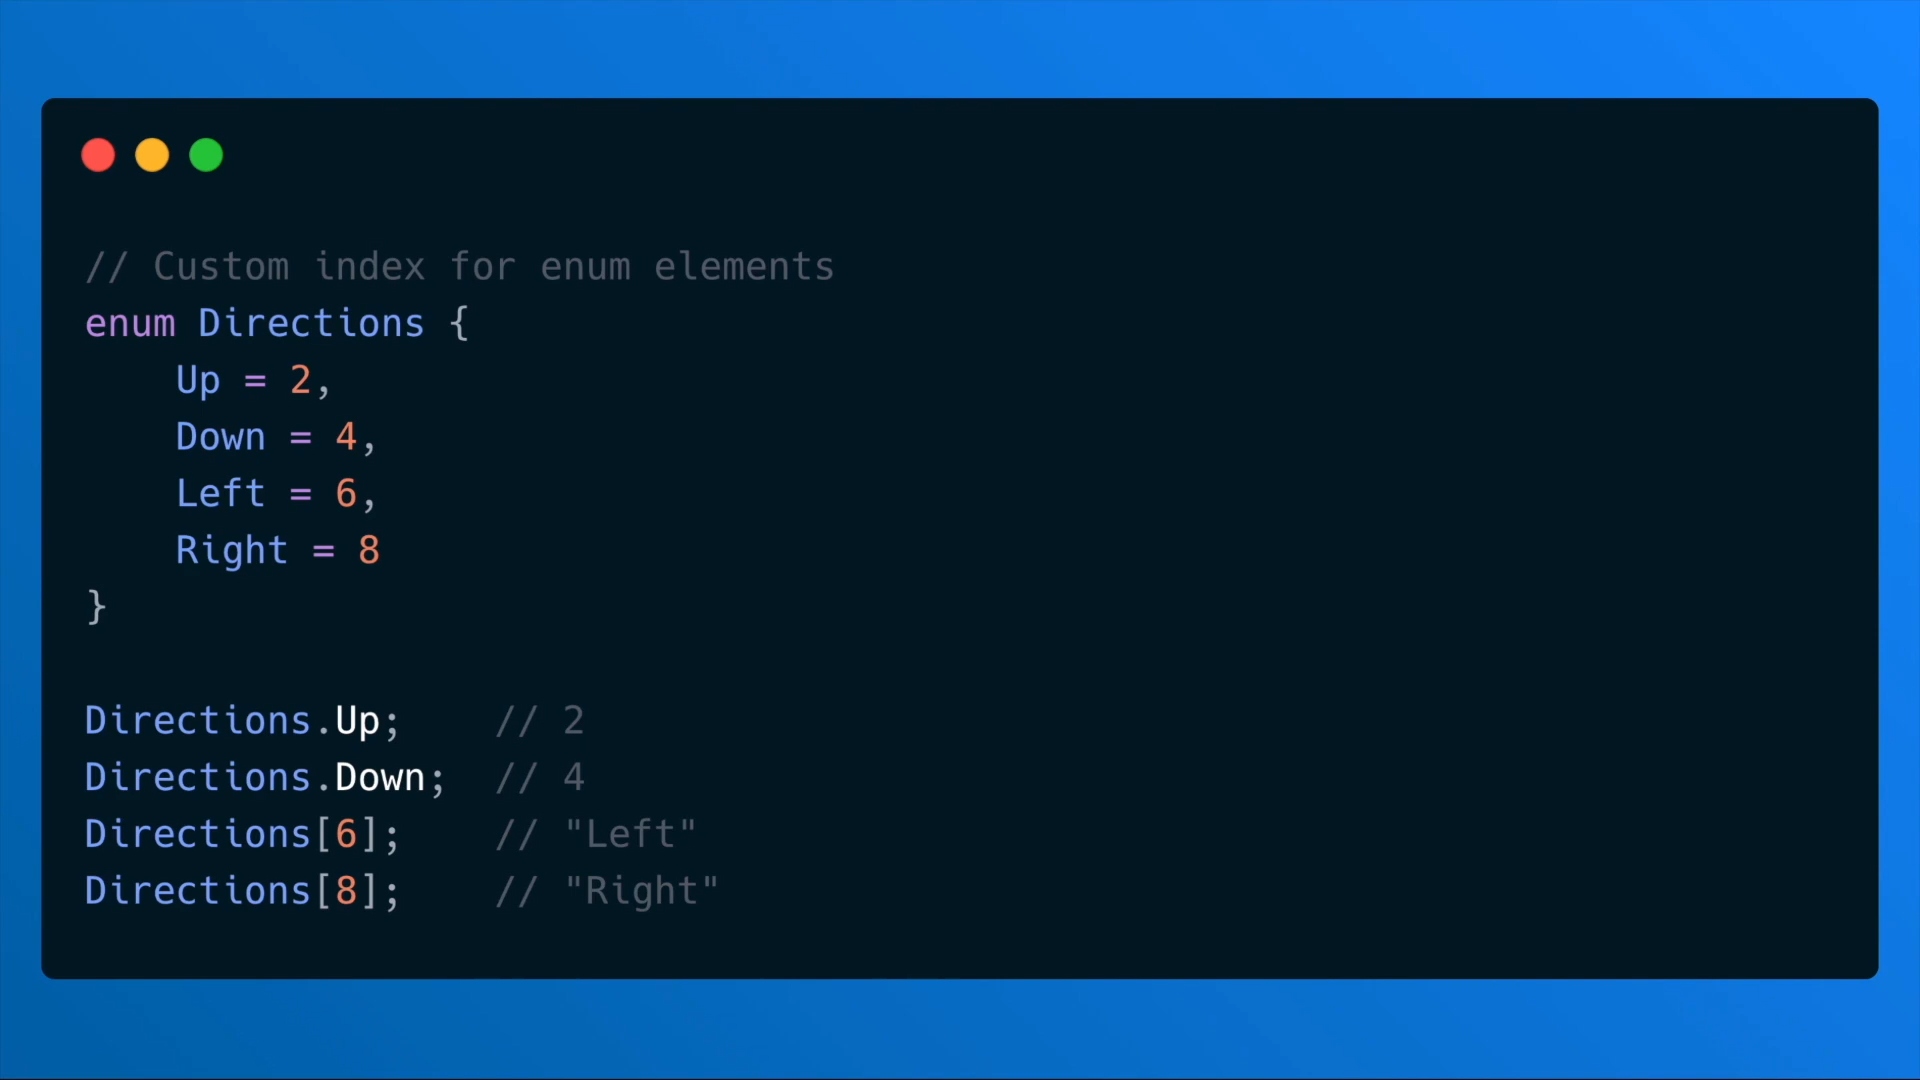 // Custom index for enum elements
enum Directions {
    Up = 2,
    Down = 4,
    Left = 6,
    Right = 8
}
Directions.Up;    // 2
Directions.Down;  // 4
Directions[6];    // "Left"
Directions[8];    // "Right"